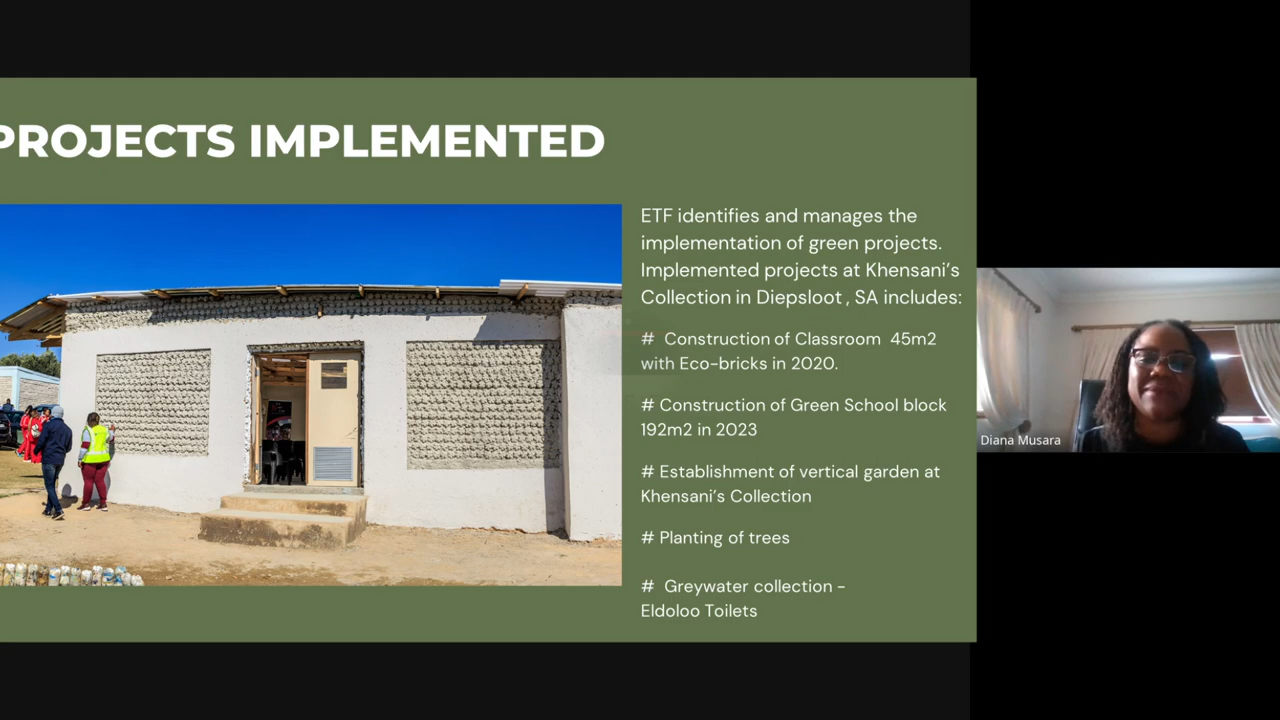 PROJECTS IMPLEMENTED
ETF identifies and manages the
implementation of green projects.
Implemented projects at Khensani’s
Collection in Diepsloot , SA includes:
# Construction of Classroom 45m2
with Eco-bricks in 2020.
# Construction of Green School block
192m2 in 2023
# Establishment of vertical garden at
Khensani’s Collection
# Planting of trees
# Greywater collection –
Eldoloo Toilets
Diana Musara